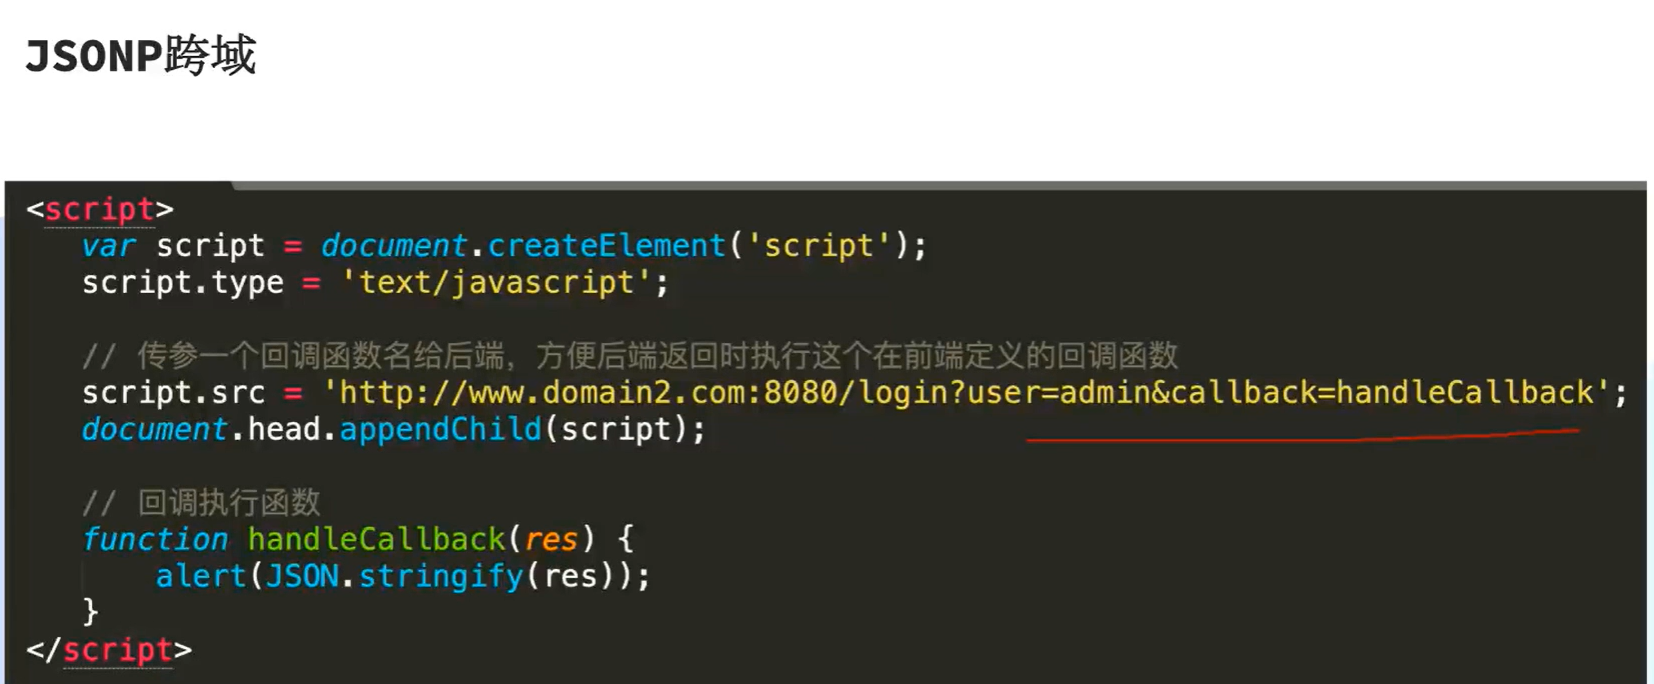 JSONP跨域
<script>
var script = document.createElement('script');
script.type = 'text/javascript';
// 传参一个回调函数名给后端，方便后端返回时执行这个在前端定义的回调函数
script.src = 'http://www.domain2.com:8080/login?user=admin&callback=handleCallback';
document.head.appendChild(script);
// 回调执行函数
function handleCallback(res) {
alert(JSON.stringify(res));
}
</script>